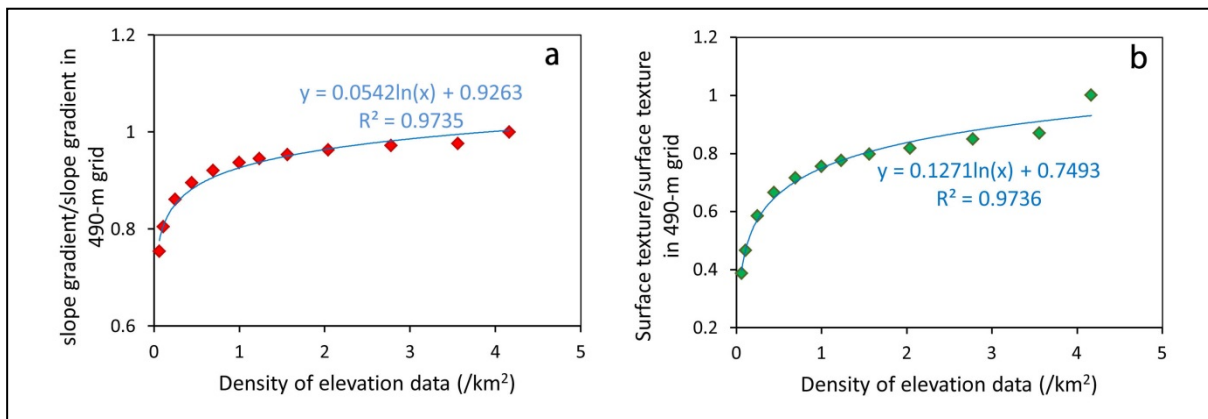 a
slope gradient/slope gradient in
490-m grid
1.2
1
0.8
0.6
y = 0.0542ln(x) + 0.9263
R² = 0.9735
0 1 2 3 4 5
Density of elevation data (/km²)
b
Surface texture/surface texture
in 490-m grid
1.2
1
0.8
0.6
0.4
0.2
y = 0.1271ln(x) + 0.7493
R² = 0.9736
0 1 2 3 4 5
Density of elevation data (/km²)